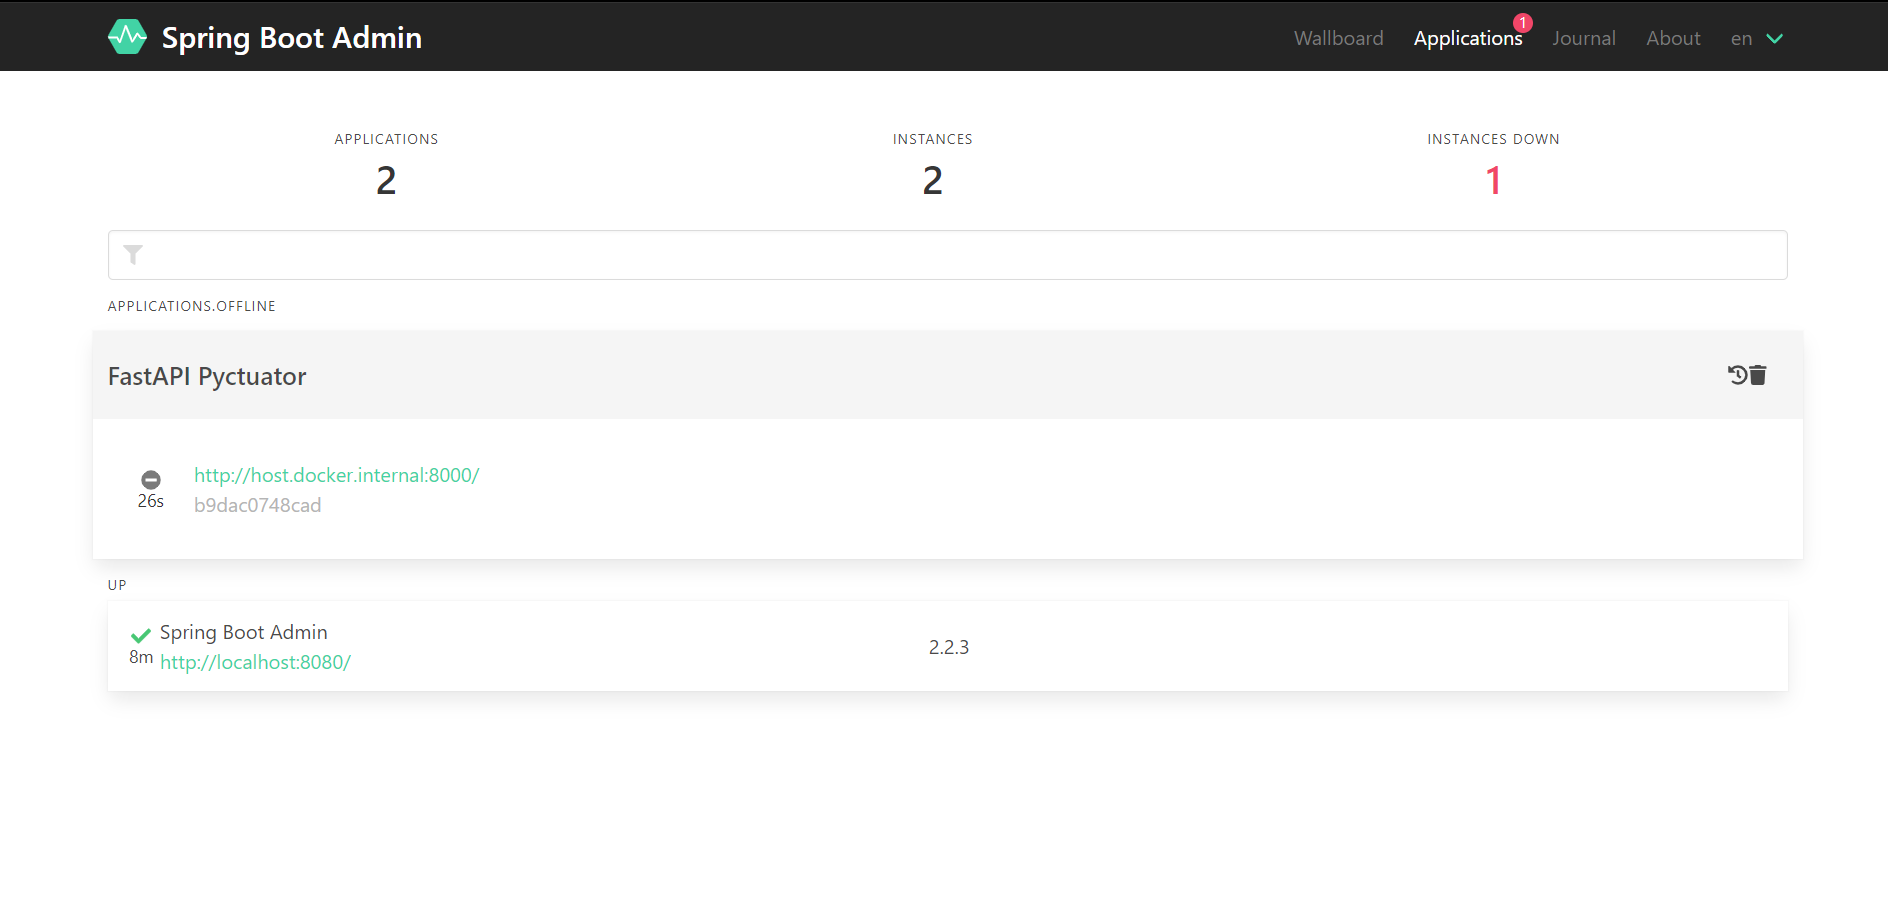 Spring Boot Admin
Wallboard
Applications
1
Journal
About
en
APPLICATIONS
2
INSTANCES
2
INSTANCES DOWN
1
APPLICATIONS.OFFLINE
FastAPI Pyctuator
26s
http://host.docker.internal:8000/
b9dac0748cad
UP
Spring Boot Admin
8m
http://localhost:8080/
2.2.3